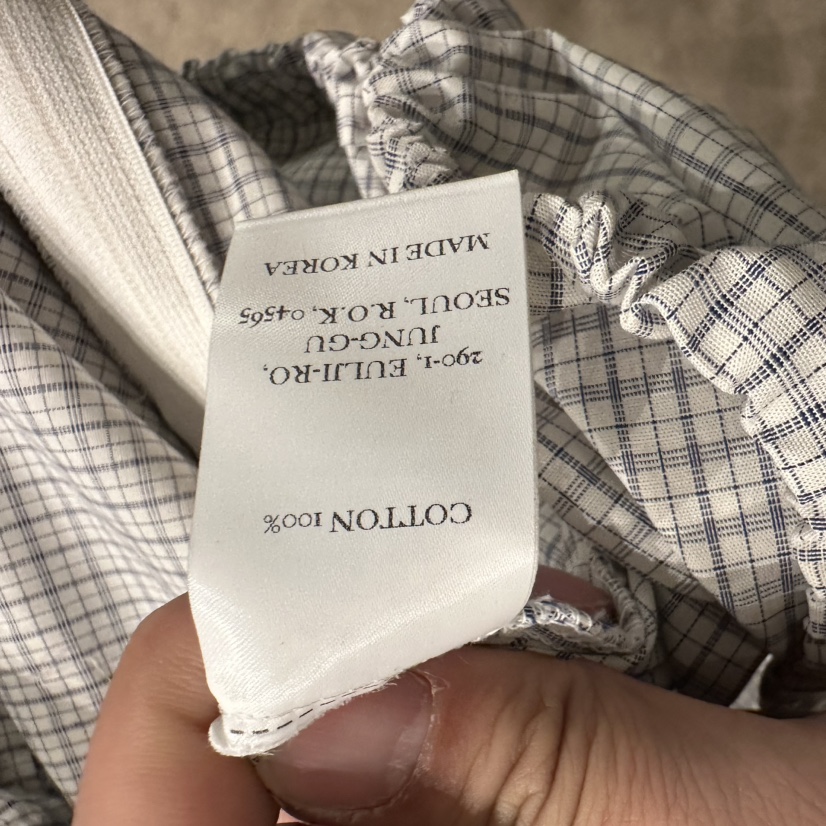 COTTON 100%
290-1, EULJI-RO,
JUNG-GU
SEOUL, R.O.K, 04565
MADE IN KOREA